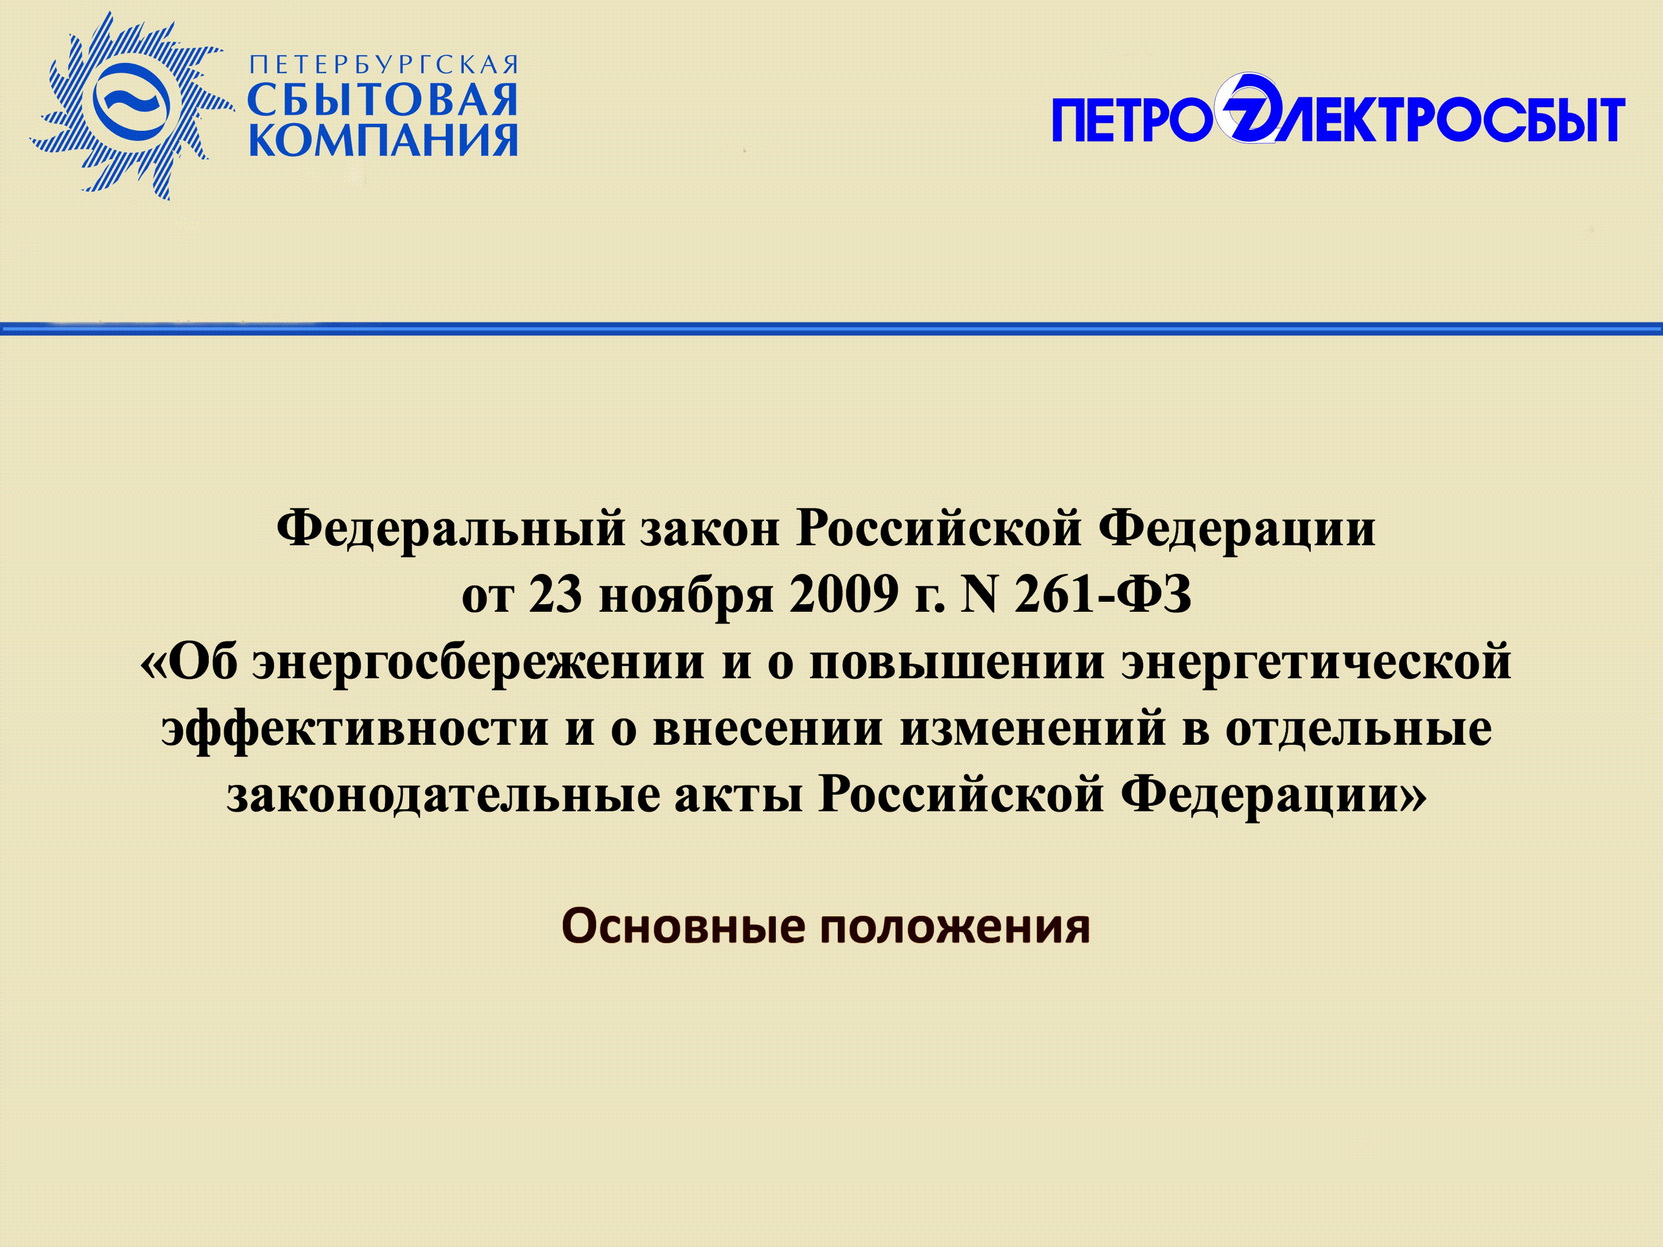 ПЕТЕРБУРГСКАЯ
СБЫТОВАЯ
КОМПАНИЯ
ПЕТРОЭЛЕКТРОСБЫТ
Федеральный закон Российской Федерации
от 23 ноября 2009 г. N 261-ФЗ
«Об энергосбережении и о повышении энергетической
эффективности и о внесении изменений в отдельные
законодательные акты Российской Федерации»
Основные положения